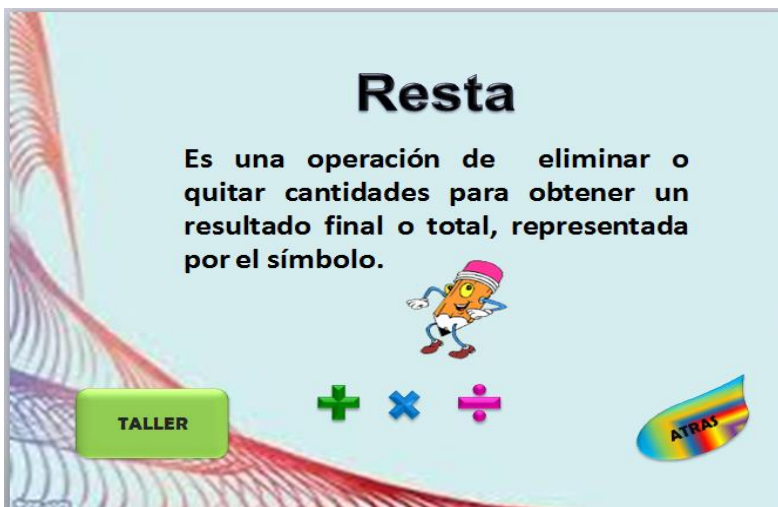 Resta
Es una operación de eliminar o
quitar cantidades para obtener un
resultado final o total, representada
por el símbolo.
+ × ÷
TALLER
ATRAS